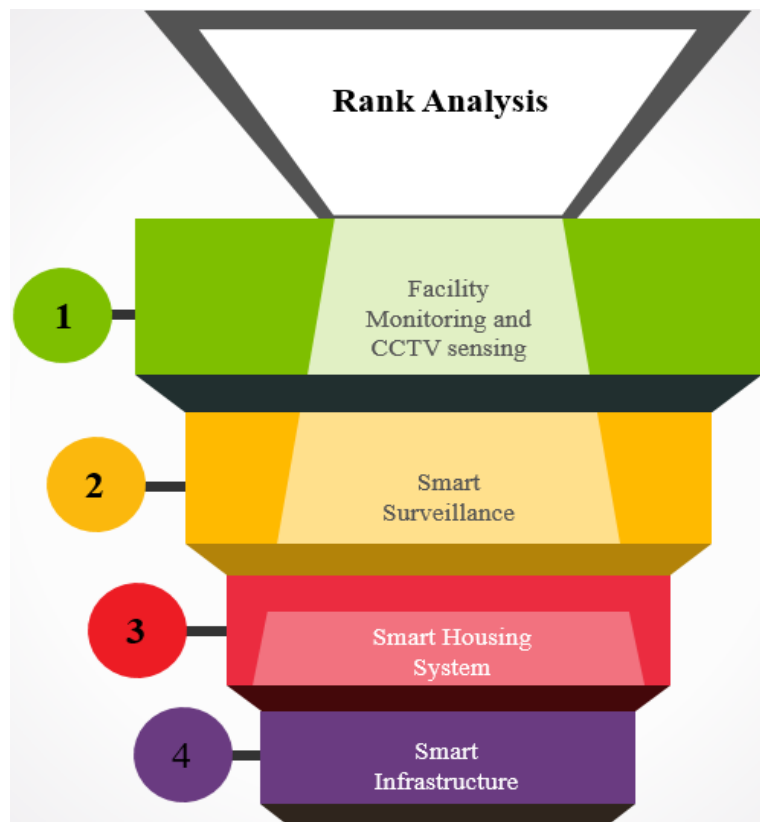 Rank Analysis
1
Facility
Monitoring and
CCTV sensing
2
Smart
Surveillance
3
Smart Housing
System
4
Smart
Infrastructure